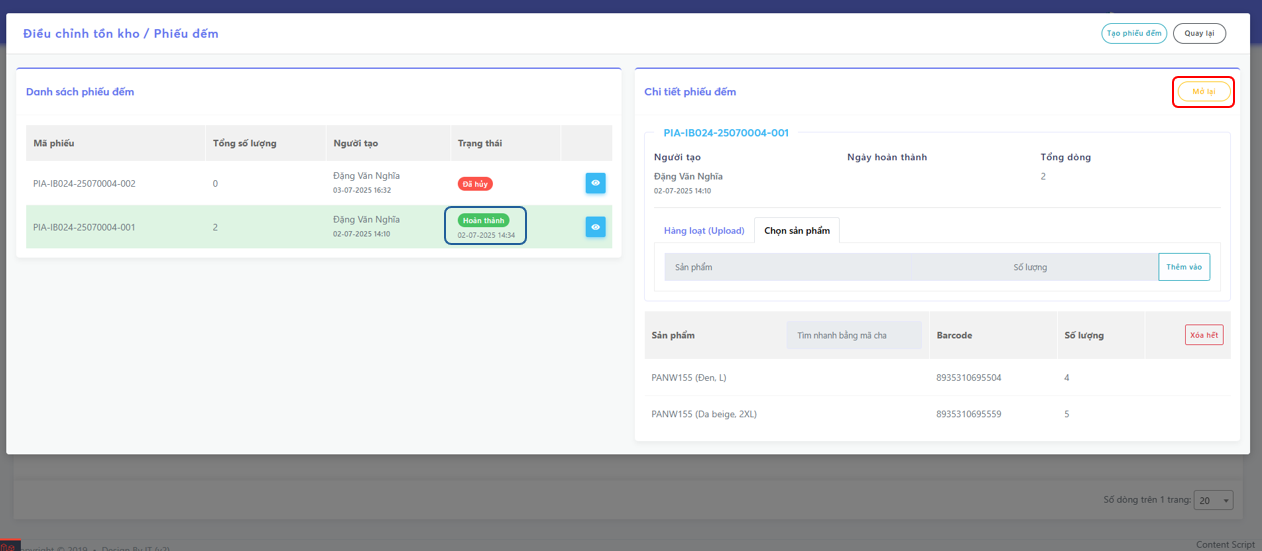 Điều chỉnh tồn kho / Phiếu đếm
Tạo phiếu đếm
Quay lại
Danh sách phiếu đếm
Mã phiếu Tổng số lượng Người tạo Trạng thái
PIA-IB024-25070004-002 0 Đặng Văn Nghĩa Đã hủy
03-07-2025 16:32
PIA-IB024-25070004-001 2 Đặng Văn Nghĩa Hoàn thành
02-07-2025 14:10 02-07-2025 14:34
Chi tiết phiếu đếm
Mở lại
PIA-IB024-25070004-001
Người tạo Ngày hoàn thành Tổng dòng
Đặng Văn Nghĩa 2
02-07-2025 14:10
Hàng loạt (Upload) Chọn sản phẩm
Sản phẩm Số lượng Thêm vào
Sản phẩm Tìm nhanh bằng mã cha Barcode Số lượng Xóa hết
PANW155 (Đen, L) 8935310695504 4
PANW155 (Da beige, 2XL) 8935310695559 5
Số dòng trên 1 trang: 20
Copyright © 2019 • Design By IT (v2)
Content Script